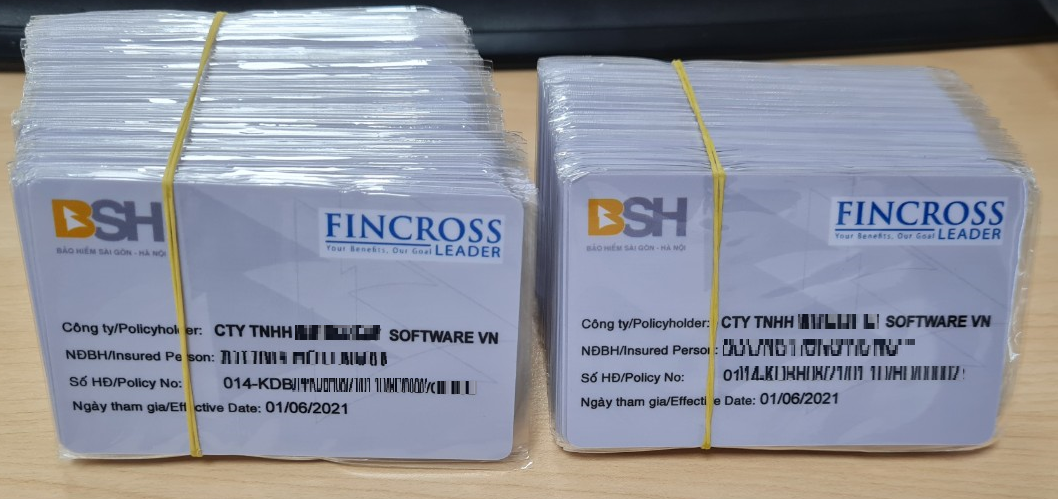 BSH
BẢO HIỂM SÀI GÒN - HÀ NỘI
FINCROSS
Your Benefits, Our Goal LEADER
Công ty/Policyholder: CTY TNHH SOFTWARE VN
NĐBH/Insured Person:
Số HĐ/Policy No: 014-KDB
Ngày tham gia/Effective Date: 01/06/2021
BSH
BẢO HIỂM SÀI GÒN - HÀ NỘI
FINCROSS
Your Benefits, Our Goal LEADER
Công ty/Policyholder: CTY TNHH SOFTWARE VN
NĐBH/Insured Person:
Số HĐ/Policy No:
Ngày tham gia/Effective Date: 01/06/2021